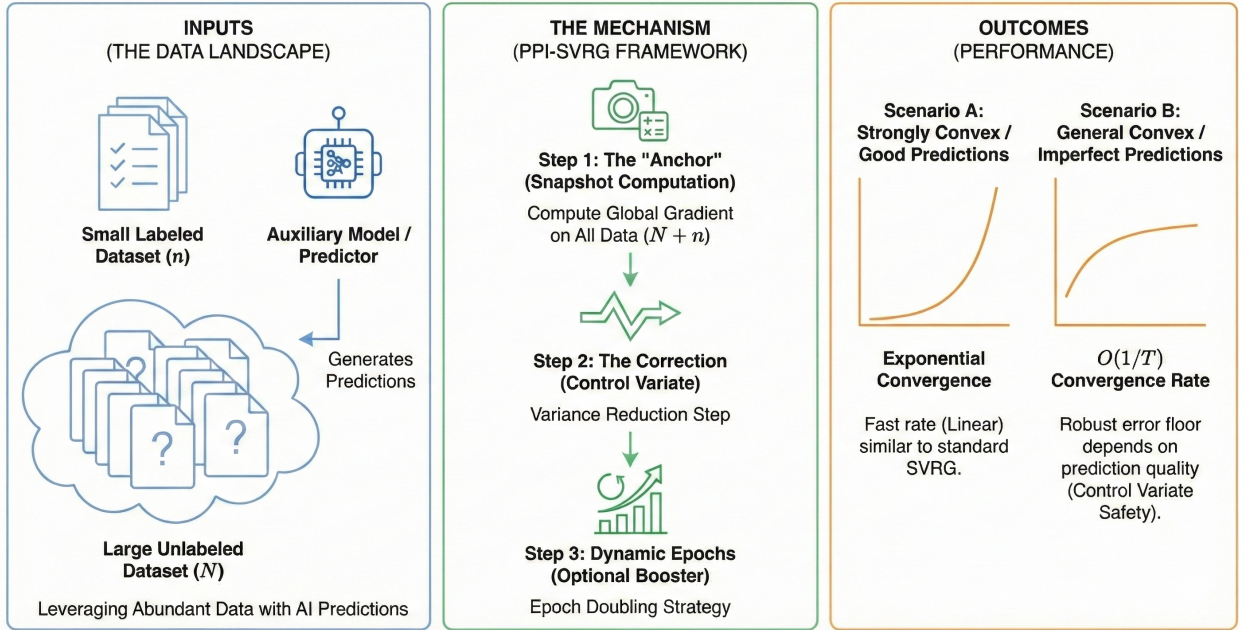 INPUTS
(THE DATA LANDSCAPE)
Small Labeled
Dataset (n)
Auxiliary Model /
Predictor
Generates
Predictions
?
?
?
Large Unlabeled
Dataset (N)
Leveraging Abundant Data with AI Predictions
THE MECHANISM
(PPI-SVRG FRAMEWORK)
Step 1: The "Anchor"
(Snapshot Computation)
Compute Global Gradient
on All Data (N + n)
Step 2: The Correction
(Control Variate)
Variance Reduction Step
Step 3: Dynamic Epochs
(Optional Booster)
Epoch Doubling Strategy
OUTCOMES
(PERFORMANCE)
Scenario A:
Strongly Convex /
Good Predictions
Exponential
Convergence
Fast rate (Linear)
similar to standard
SVRG.
Scenario B:
General Convex /
Imperfect Predictions
O(1/T)
Convergence Rate
Robust error floor
depends on
prediction quality
(Control Variate
Safety).